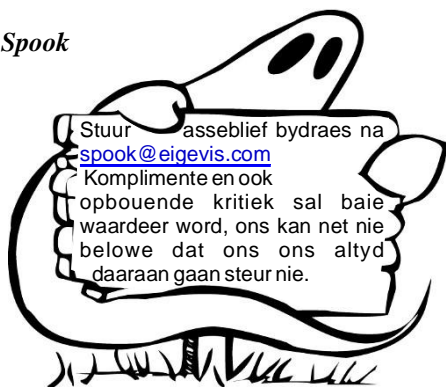 Spook
Stuur asseblief bydraes na
spook@eigevis.com
Komplimente en ook
opbouende kritiek sal baie
waardeer word, ons kan net nie
belowe dat ons ons altyd
daaraan gaan steur nie.